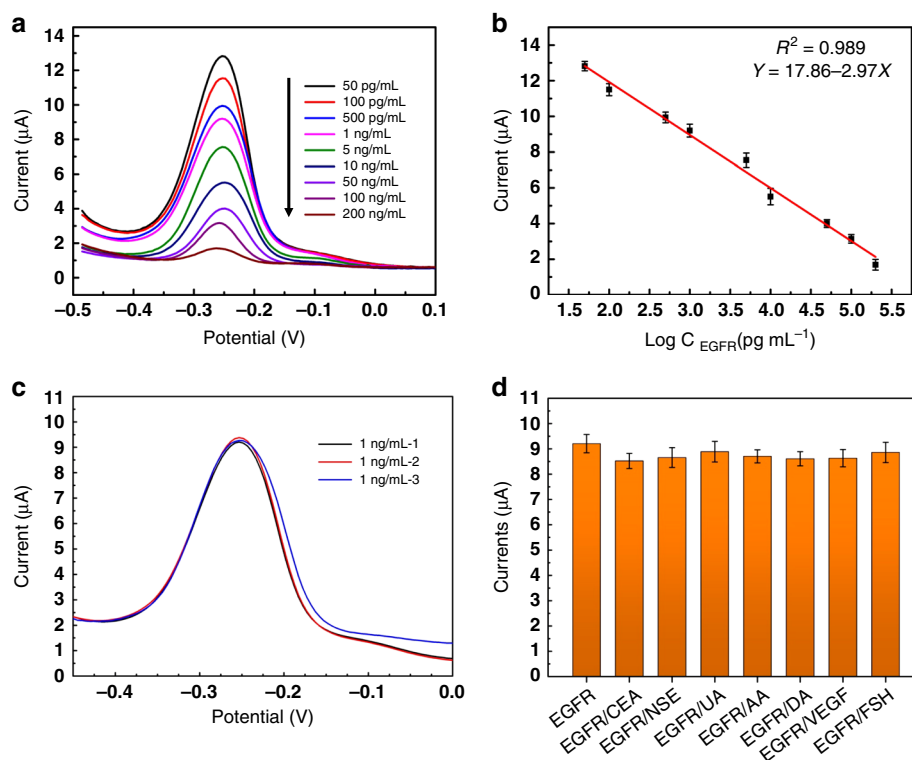 a
14
12
10
8
6
4
2
0
Current (μA)
−0.5 −0.4 −0.3 −0.2 −0.1 0.0 0.1
Potential (V)
50 pg/mL
100 pg/mL
500 pg/mL
1 ng/mL
5 ng/mL
10 ng/mL
50 ng/mL
100 ng/mL
200 ng/mL
b
14
12
10
8
6
4
2
0
Current (μA)
R² = 0.989
Y = 17.86−2.97X
1.5 2.0 2.5 3.0 3.5 4.0 4.5 5.0 5.5
Log C EGFR(pg mL⁻¹)
c
11
10
9
8
7
6
5
4
3
2
1
0
Current (μA)
1 ng/mL-1
1 ng/mL-2
1 ng/mL-3
−0.4 −0.3 −0.2 −0.1 0.0
Potential (V)
d
11
10
9
8
7
6
5
4
3
2
1
0
Currents (μA)
EGFR
EGFR/CEA
EGFR/NSE
EGFR/UA
EGFR/AA
EGFR/DA
EGFR/VEGF
EGFR/FSH